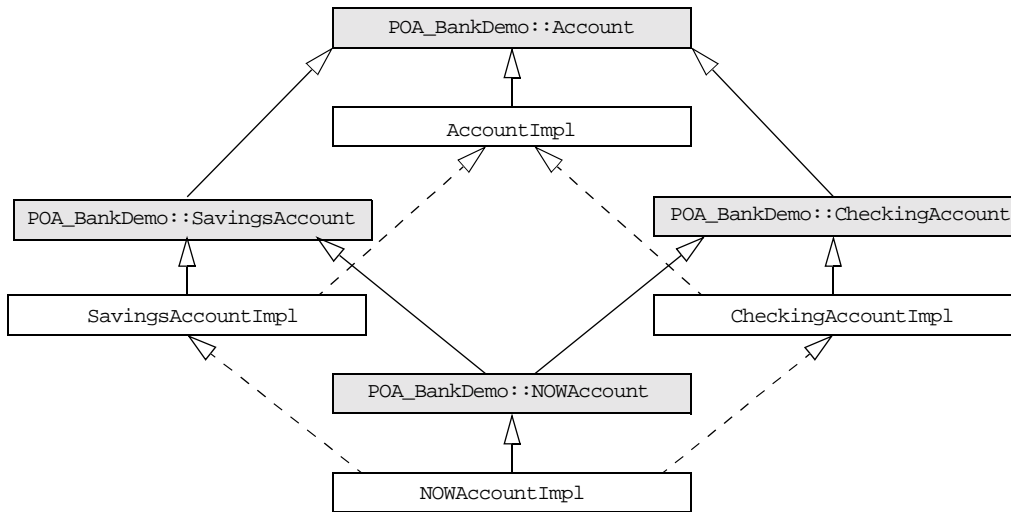 POA_BankDemo::Account
AccountImpl
POA_BankDemo::SavingsAccount
POA_BankDemo::CheckingAccount
SavingsAccountImpl
CheckingAccountImpl
POA_BankDemo::NOWAccount
NOWAccountImpl